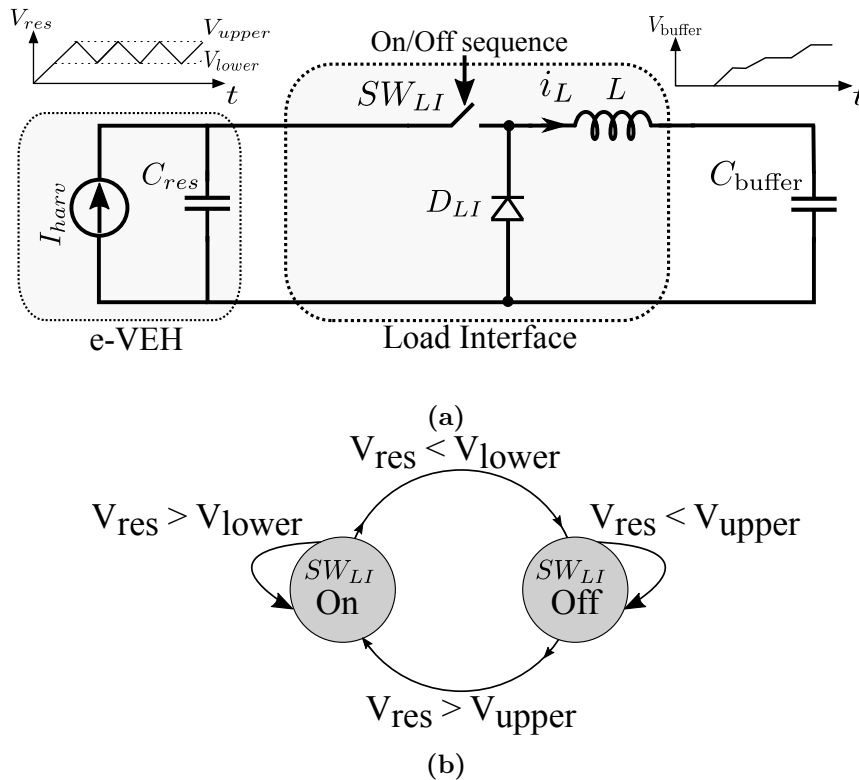 V_res
V_upper
V_lower
t
On/Off sequence
V_buffer
t
SW_LI
i_L
L
I_harv
C_res
D_LI
C_buffer
e-VEH
Load Interface
(a)
V_res < V_lower
V_res > V_lower
V_res < V_upper
SW_LI
On
SW_LI
Off
V_res > V_upper
(b)